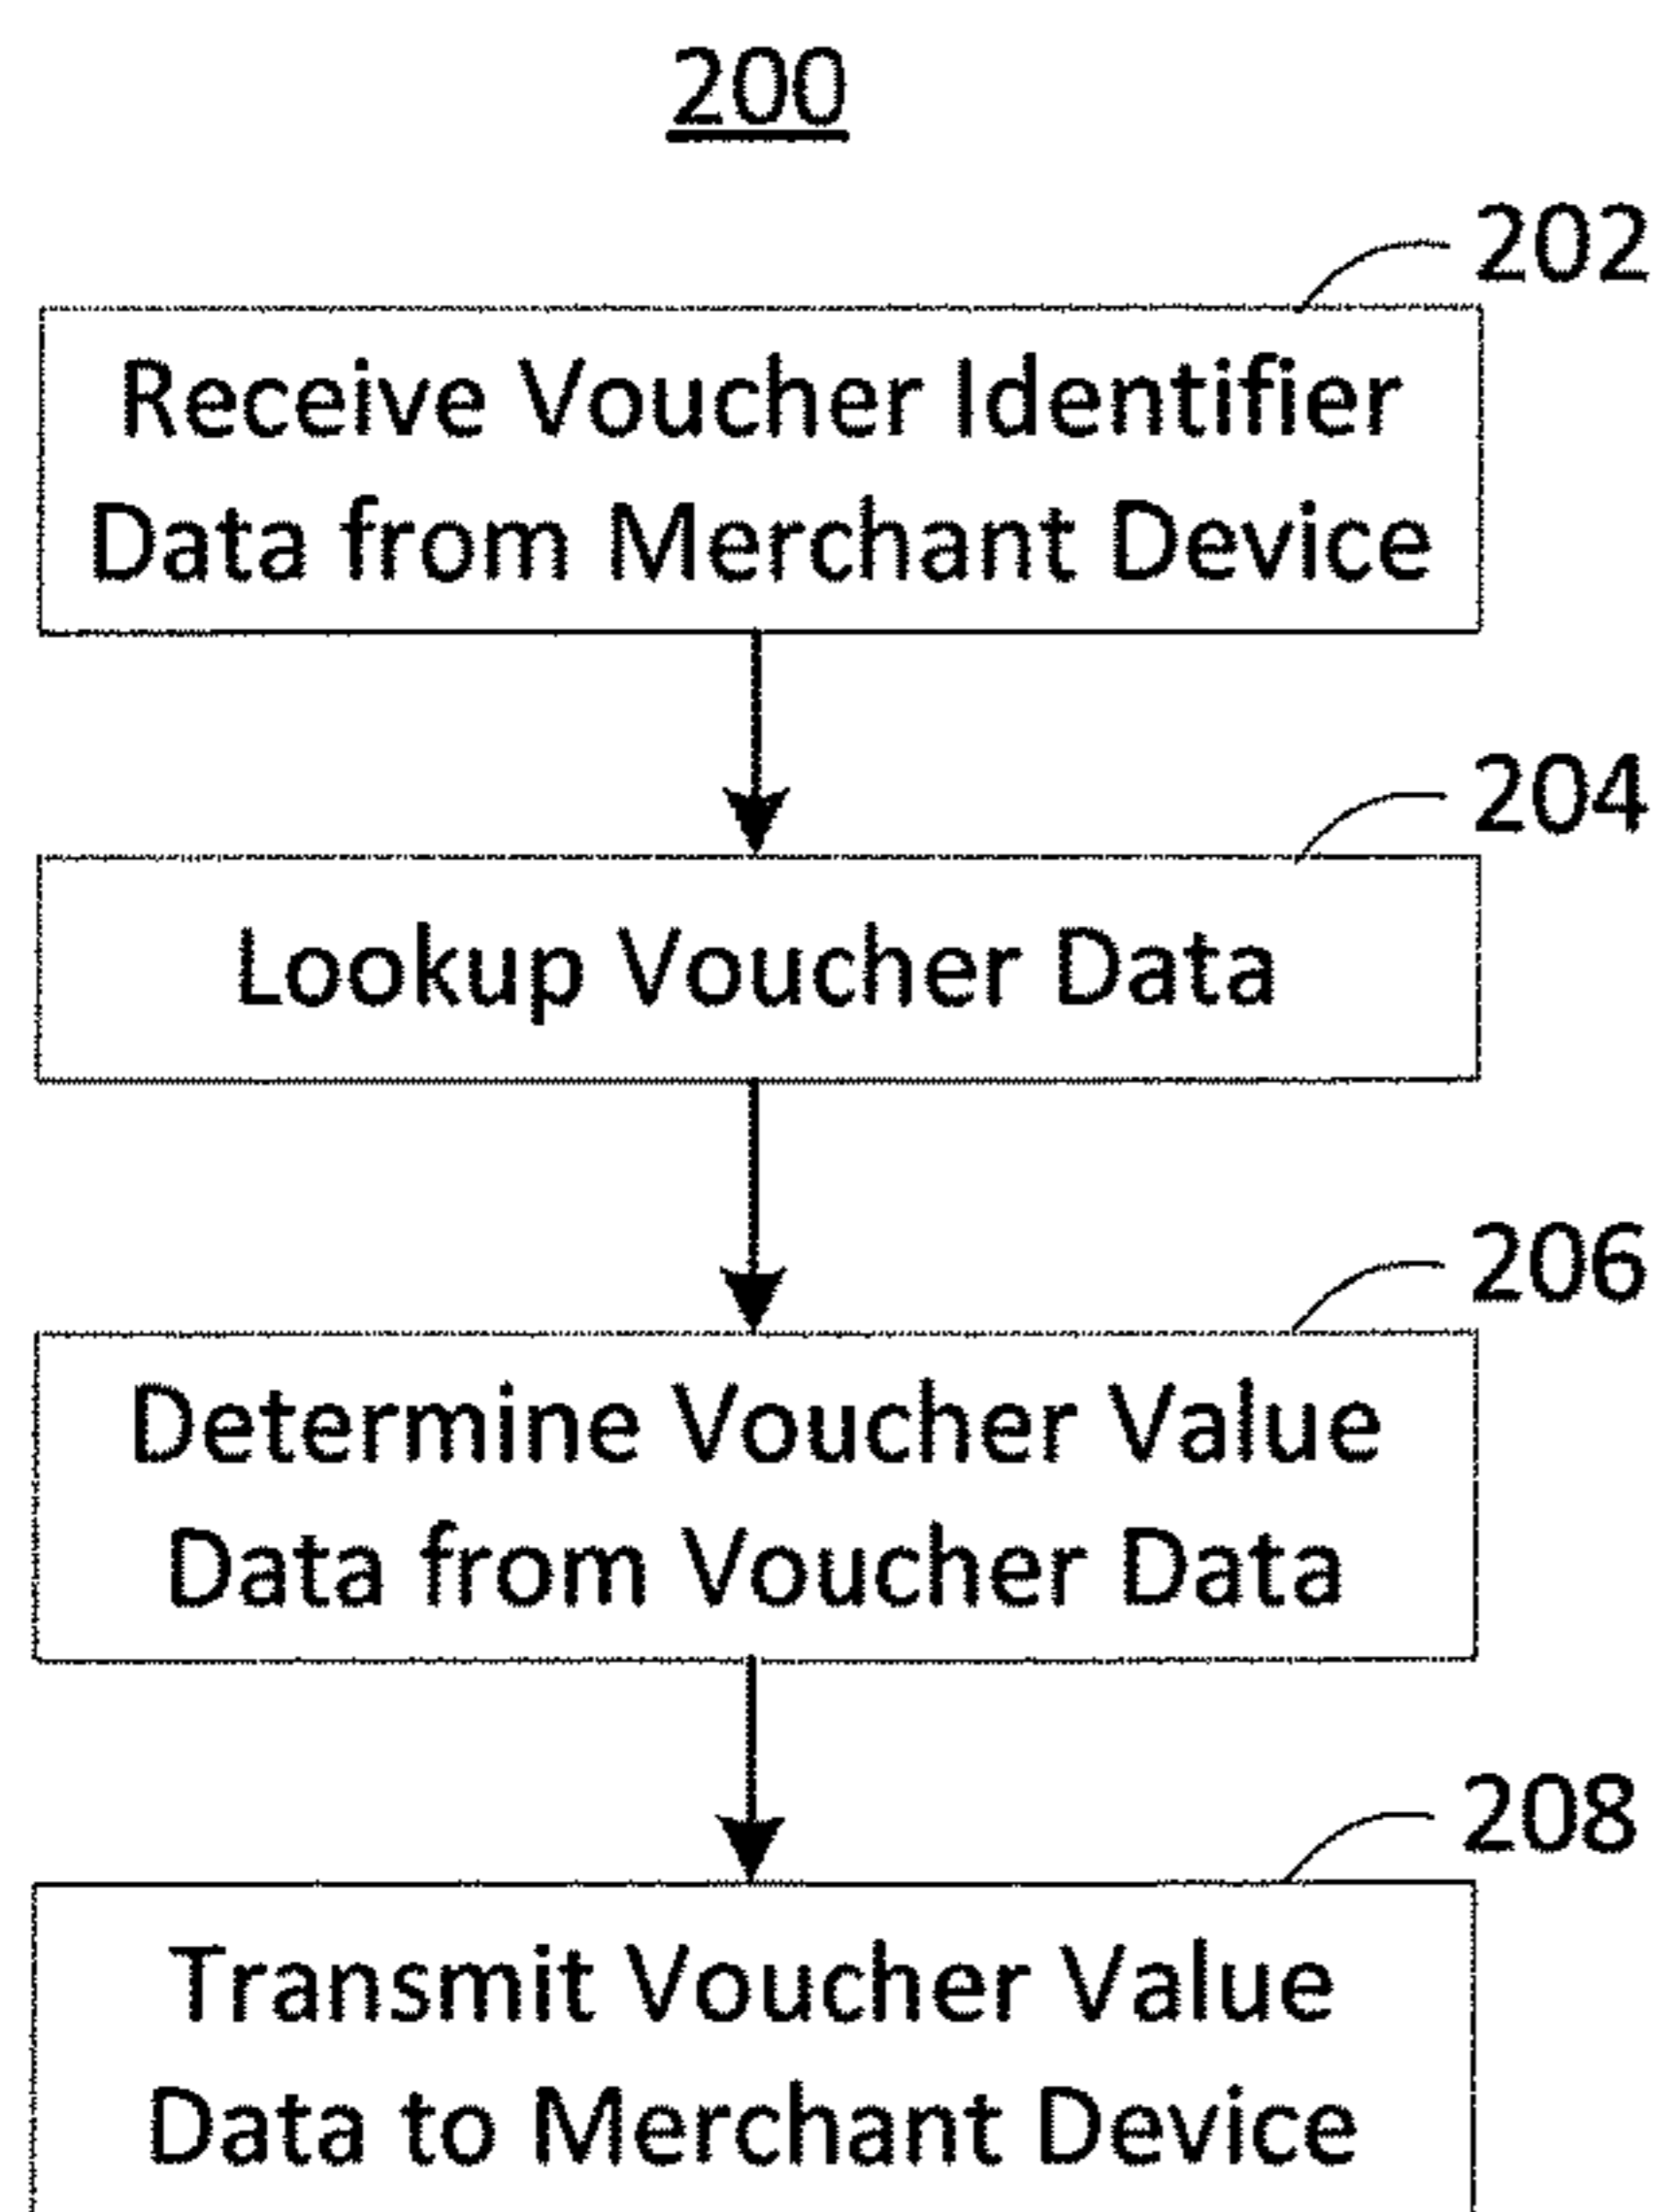 200
202
Receive Voucher Identifier
Data from Merchant Device
204
Lookup Voucher Data
206
Determine Voucher Value
Data from Voucher Data
208
Transmit Voucher Value
Data to Merchant Device